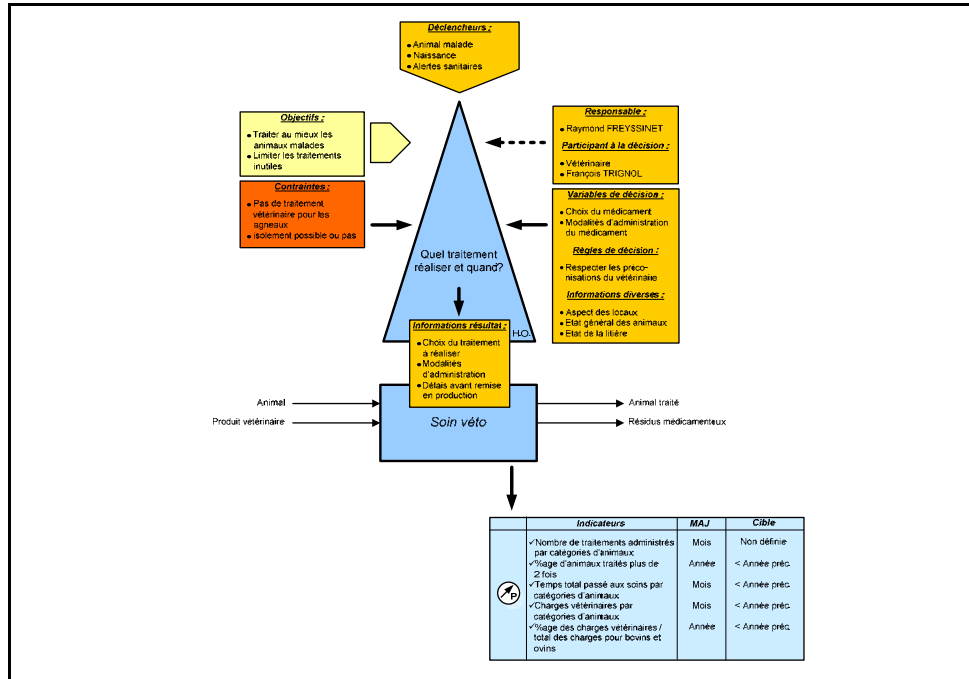 Déclencheurs :
• Animal malade
• Naissance
• Alertes sanitaires
Objectifs :
• Traiter au mieux les
animaux malades
• Limiter les traitements
inutiles
Contraintes :
• Pas de traitement
vétérinaire pour les
agneaux
• isolement possible ou pas
Responsable :
• Raymond FREYSSINET
Participant à la décision :
• Vétérinaire
• François TRIGNOL
Variables de décision :
• Choix du médicament
• Modalités d'administration
du médicament
Règles de décision :
• Respecter les préco-
nisations du vétérinaire
Informations diverses :
• Aspect des locaux
• Etat général des animaux
• Etat de la litière
Quel traitement
réaliser et quand?
H.O.
Informations résultat :
• Choix du traitement
à réaliser
• Modalités
d'administration
• Délais avant remise
en production
Animal
Produit vétérinaire
Soin véto
Animal traité
Résidus médicamenteux
Indicateurs MAJ Cible
✓Nombre de traitements administrés Mois Non définie
par catégories d'animaux
✓%age d'animaux traités plus de Année < Année préc.
2 fois
✓Temps total passé aux soins par Mois < Année préc.
catégories d'animaux
✓Charges vétérinaires par Mois < Année préc.
catégories d'animaux
✓%age des charges vétérinaires / Année < Année préc.
total des charges pour bovins et
ovins
P